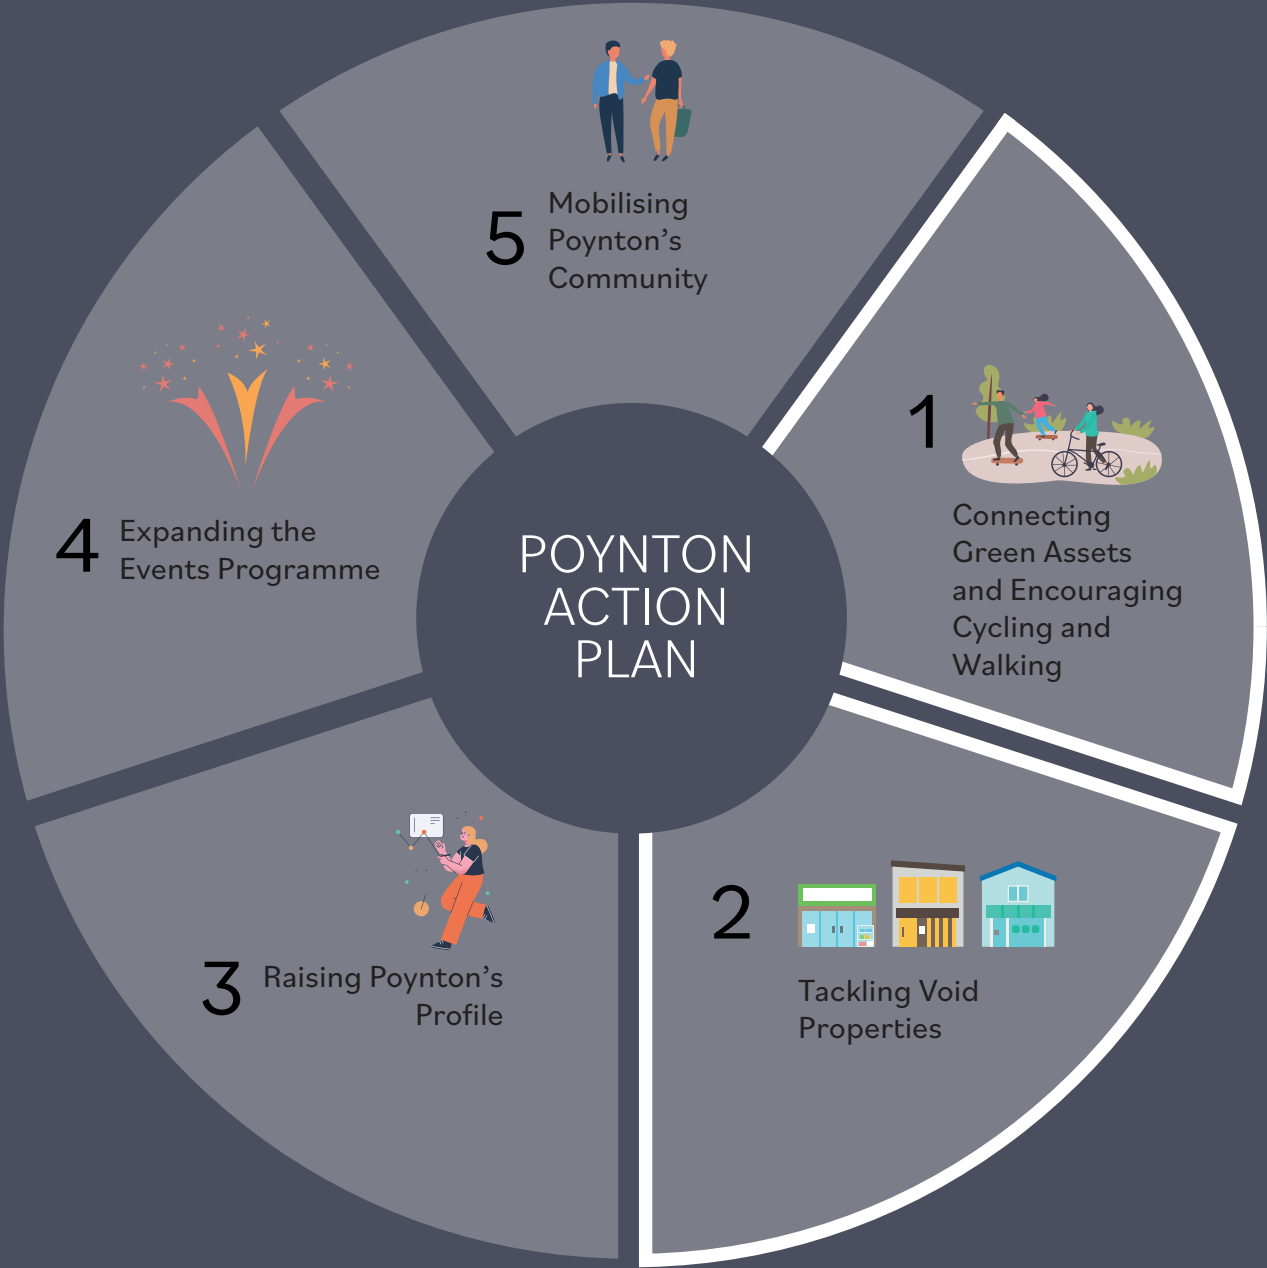 POYNTON
ACTION
PLAN
1
Connecting
Green Assets
and Encouraging
Cycling and
Walking
2
Tackling Void
Properties
3
Raising Poynton’s
Profile
4
Expanding the
Events Programme
5
Mobilising
Poynton’s
Community